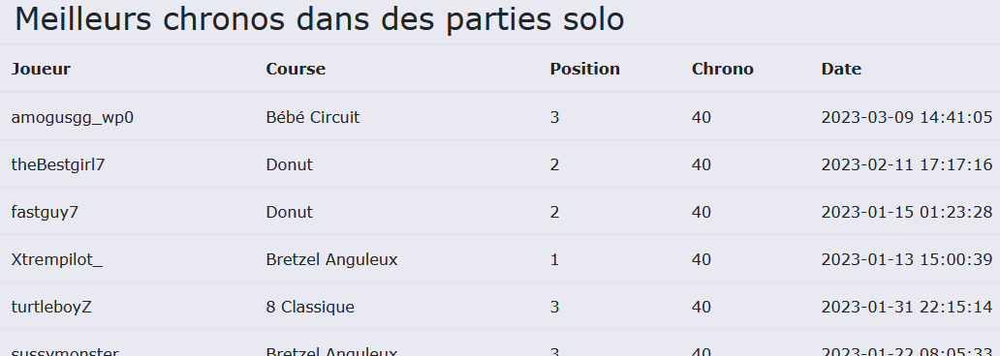 Meilleurs chronos dans des parties solo
Joueur Course Position Chrono Date
amogusgg_wp0 Bébé Circuit 3 40 2023-03-09 14:41:05
theBestgirl7 Donut 2 40 2023-02-11 17:17:16
fastguy7 Donut 2 40 2023-01-15 01:23:28
Xtrempilot_ Bretzel Anguleux 1 40 2023-01-13 15:00:39
turtleboyZ 8 Classique 3 40 2023-01-31 22:15:14
sussymonster Bretzel Anguleux 3 40 2023-01-22 08:05:33